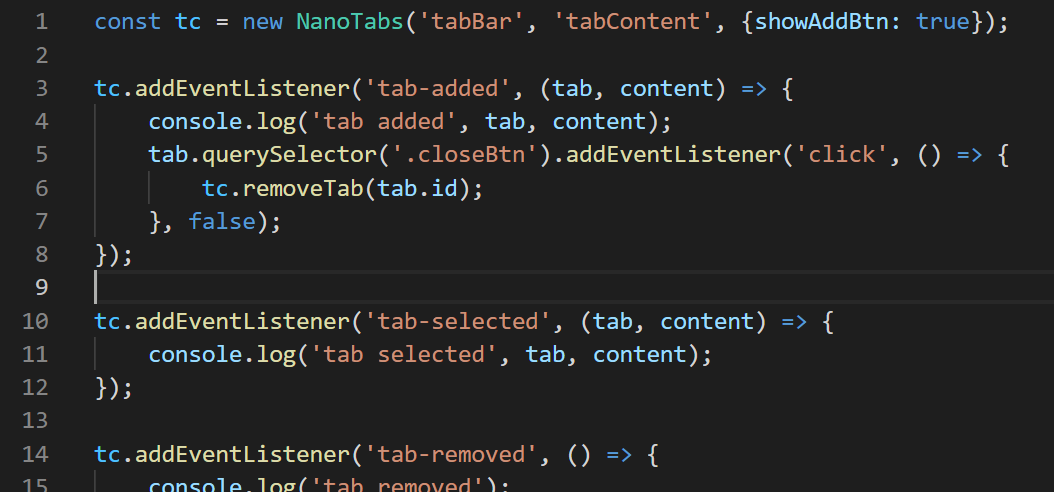 1 const tc = new NanoTabs('tabBar', 'tabContent', {showAddBtn: true});
2
3 tc.addEventListener('tab-added', (tab, content) => {
4 console.log('tab added', tab, content);
5 tab.querySelector('.closeBtn').addEventListener('click', () => {
6 tc.removeTab(tab.id);
7 }, false);
8 });
9
10 tc.addEventListener('tab-selected', (tab, content) => {
11 console.log('tab selected', tab, content);
12 });
13
14 tc.addEventListener('tab-removed', () => {
15 console.log('tab removed');